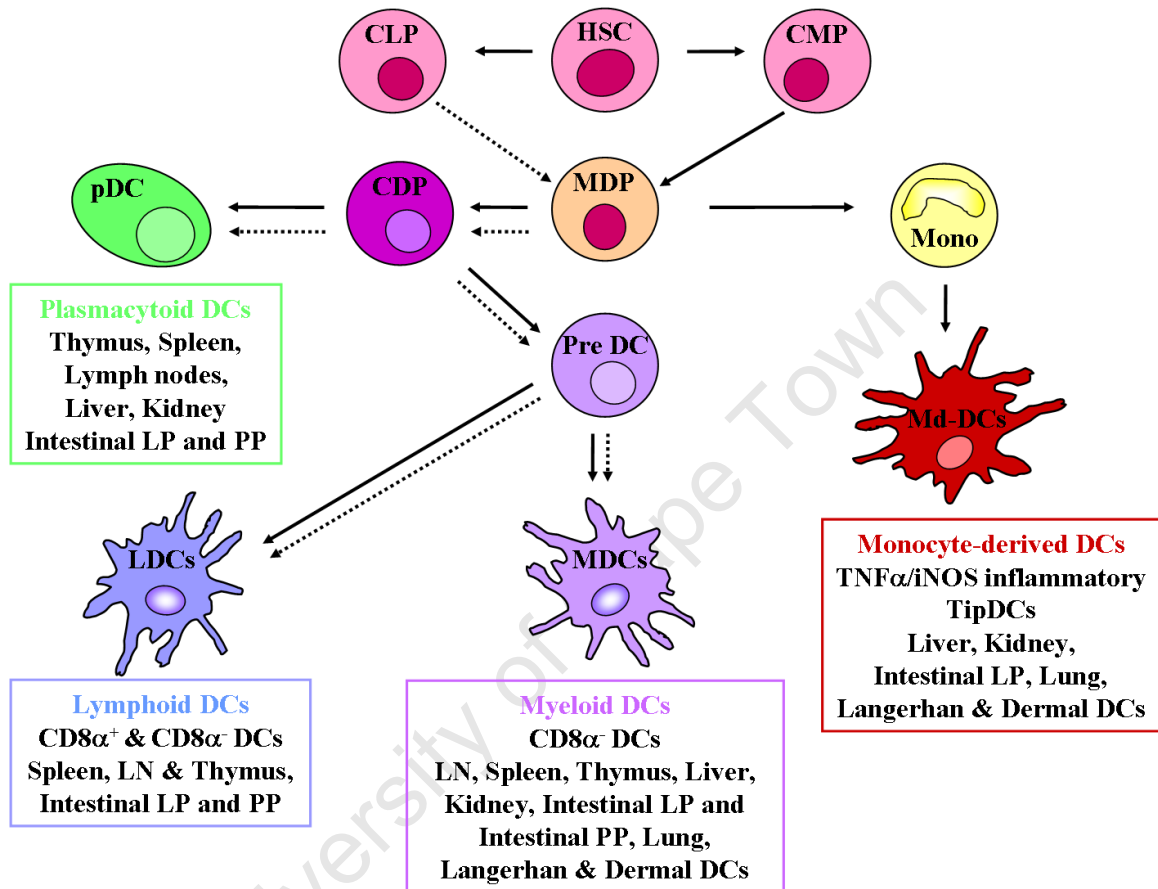 CLP
HSC
CMP
pDC
CDP
MDP
Mono
Plasmacytoid DCs
Thymus, Spleen,
Lymph nodes,
Liver, Kidney
Intestinal LP and PP
Pre DC
Md-DCs
LDCs
MDCs
Monocyte-derived DCs
TNFα/iNOS inflammatory
TipDCs
Liver, Kidney,
Intestinal LP, Lung,
Langerhan & Dermal DCs
Lymphoid DCs
CD8α⁺ & CD8α⁻ DCs
Spleen, LN & Thymus,
Intestinal LP and PP
Myeloid DCs
CD8α⁻ DCs
LN, Spleen, Thymus, Liver,
Kidney, Intestinal LP and
Intestinal PP, Lung,
Langerhan & Dermal DCs